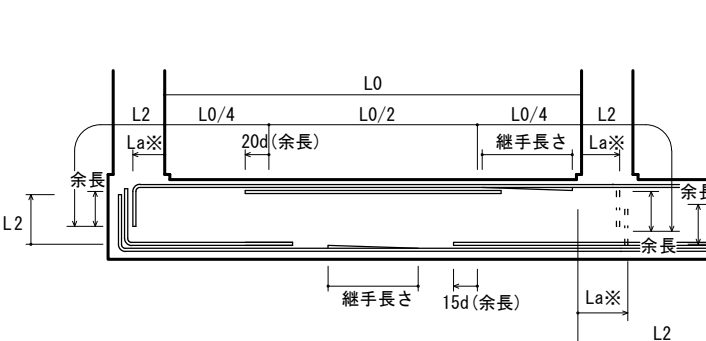 L0
L2 L0/4 L0/2 L0/4 L2
La※ 20d(余長) 継手長さ La※
余長 余長
L2
余長
継手長さ 15d(余長) La※
L2